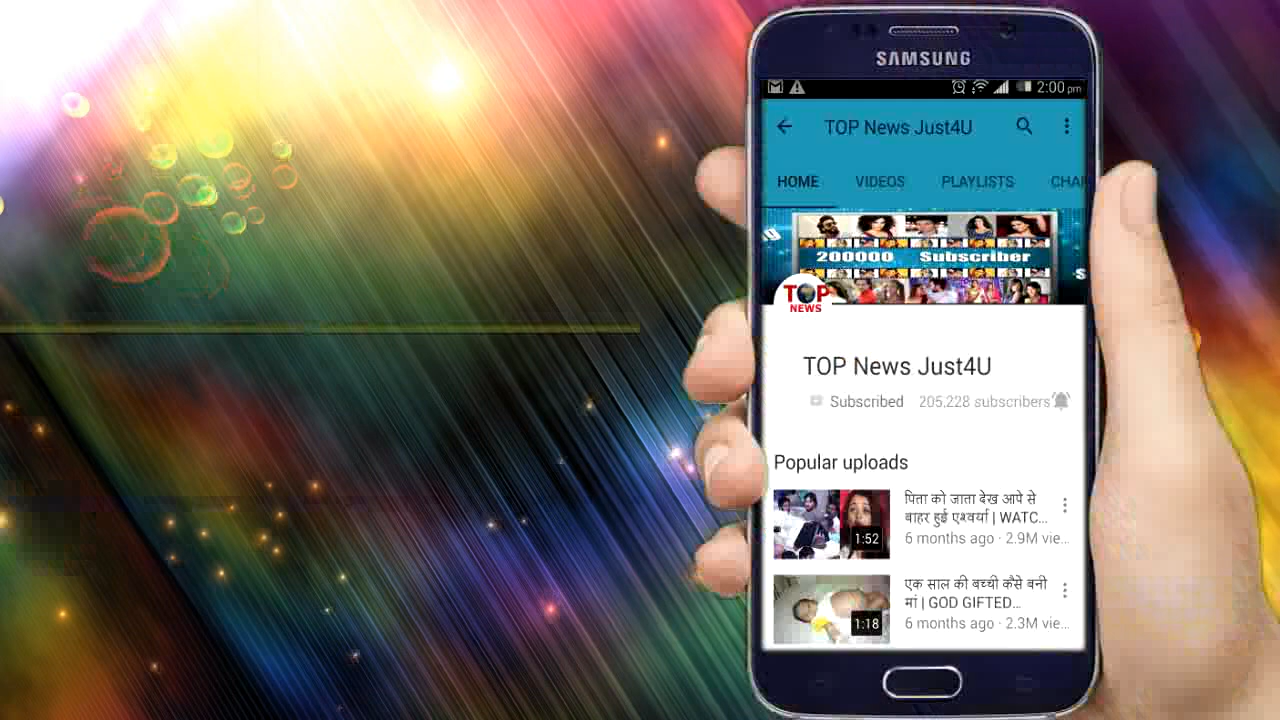 SAMSUNG
2:00 pm
TOP News Just4U
HOME VIDEOS PLAYLISTS CHA
200000 Subscriber
TOP
NEWS
TOP News Just4U
Subscribed 205,228 subscribers
Popular uploads
पिता को जाता देख आपे से
बाहर हुई एश्वर्या | WATC...
6 months ago · 2.9M vie...
1:52
एक साल की बच्ची कैसे बनी
मां | GOD GIFTED...
6 months ago · 2.3M vie...
1:18